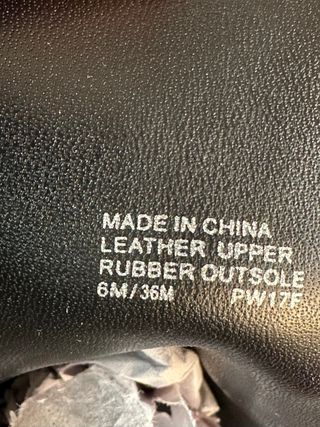 MADE IN CHINA
LEATHER UPPER
RUBBER OUTSOLE
6M/36M PW17F